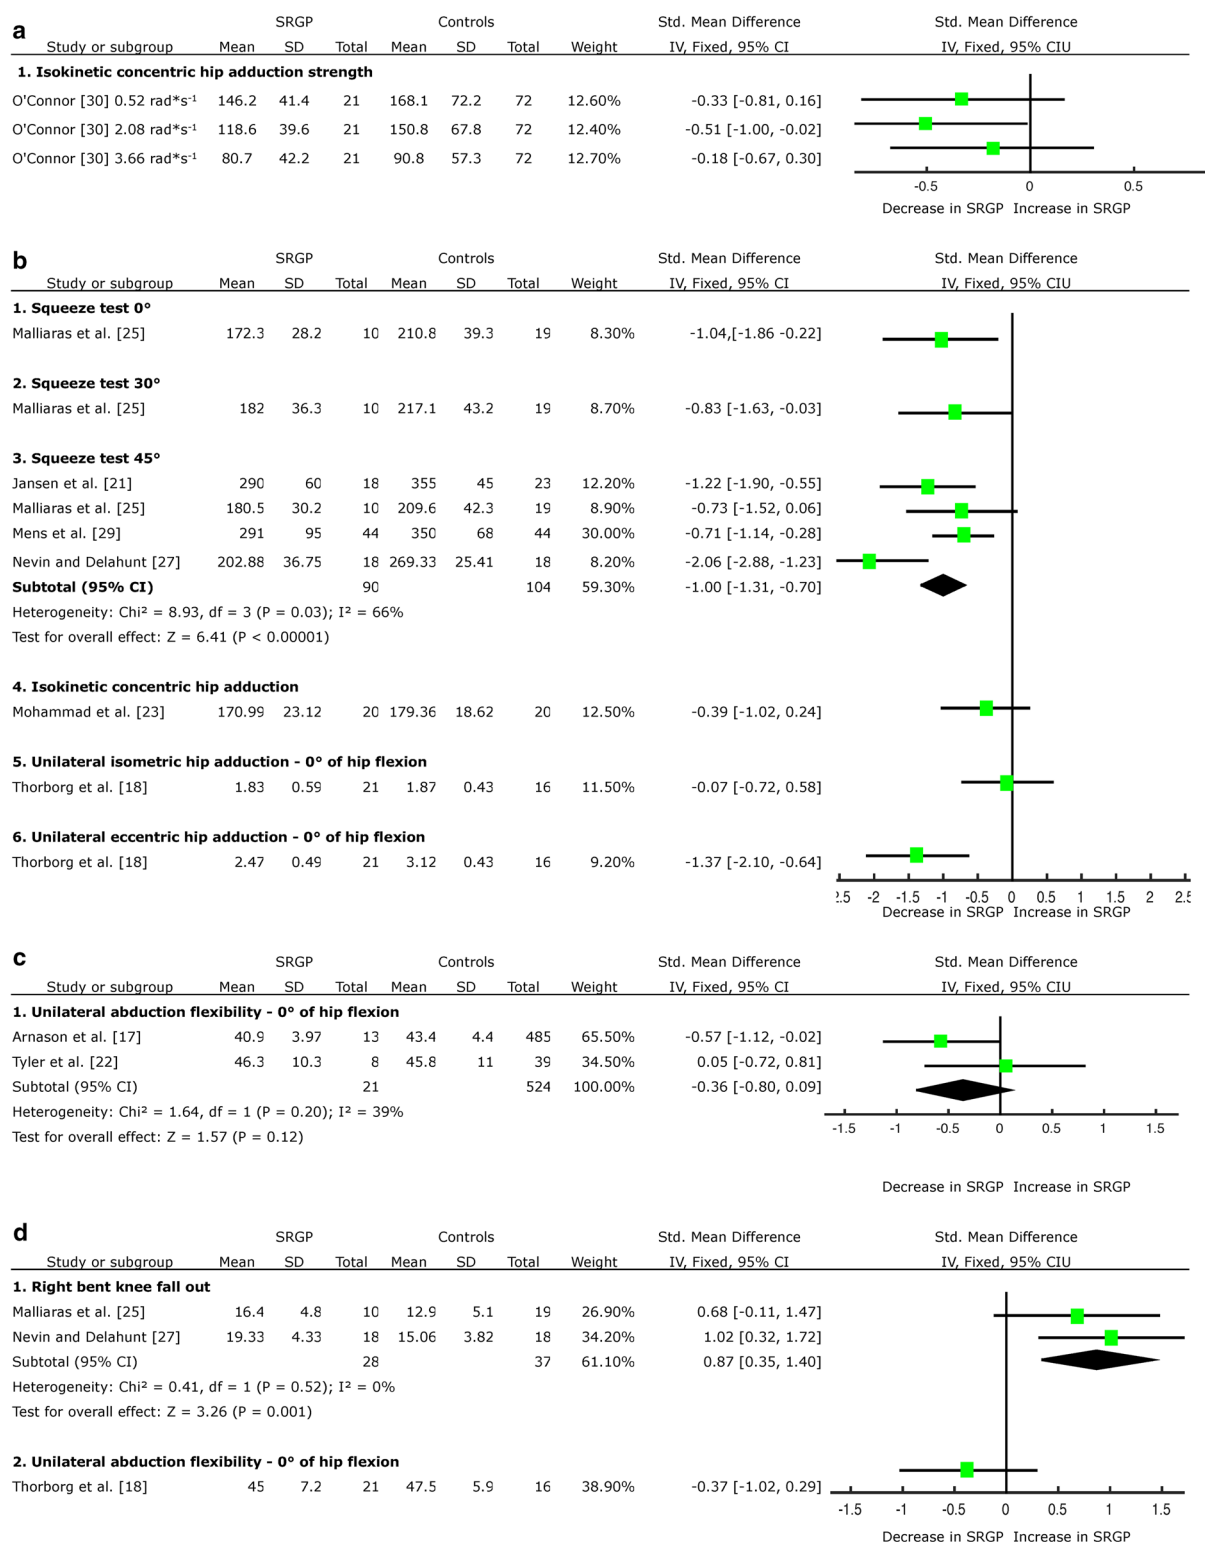 a SRGP Controls Std. Mean Difference Std. Mean Difference
Study or subgroup Mean SD Total Mean SD Total Weight IV, Fixed, 95% CI IV, Fixed, 95% CIU
1. Isokinetic concentric hip adduction strength
O'Connor [30] 0.52 rad*s⁻¹ 146.2 41.4 21 168.1 72.2 72 12.60% -0.33 [-0.81, 0.16]
O'Connor [30] 2.08 rad*s⁻¹ 118.6 39.6 21 150.8 67.8 72 12.40% -0.51 [-1.00, -0.02]
O'Connor [30] 3.66 rad*s⁻¹ 80.7 42.2 21 90.8 57.3 72 12.70% -0.18 [-0.67, 0.30]
-0.5 0 0.5
Decrease in SRGP Increase in SRGP
b SRGP Controls Std. Mean Difference Std. Mean Difference
Study or subgroup Mean SD Total Mean SD Total Weight IV, Fixed, 95% CI IV, Fixed, 95% CIU
1. Squeeze test 0°
Malliaras et al. [25] 172.3 28.2 10 210.8 39.3 19 8.30% -1.04,[-1.86 -0.22]
2. Squeeze test 30°
Malliaras et al. [25] 182 36.3 10 217.1 43.2 19 8.70% -0.83 [-1.63, -0.03]
3. Squeeze test 45°
Jansen et al. [21] 290 60 18 355 45 23 12.20% -1.22 [-1.90, -0.55]
Malliaras et al. [25] 180.5 30.2 10 209.6 42.3 19 8.90% -0.73 [-1.52, 0.06]
Mens et al. [29] 291 95 44 350 68 44 30.00% -0.71 [-1.14, -0.28]
Nevin and Delahunt [27] 202.88 36.75 18 269.33 25.41 18 8.20% -2.06 [-2.88, -1.23]
Subtotal (95% CI) 90 104 59.30% -1.00 [-1.31, -0.70]
Heterogeneity: Chi² = 8.93, df = 3 (P = 0.03); I² = 66%
Test for overall effect: Z = 6.41 (P < 0.00001)
4. Isokinetic concentric hip adduction
Mohammad et al. [23] 170.99 23.12 20 179.36 18.62 20 12.50% -0.39 [-1.02, 0.24]
5. Unilateral isometric hip adduction - 0° of hip flexion
Thorborg et al. [18] 1.83 0.59 21 1.87 0.43 16 11.50% -0.07 [-0.72, 0.58]
6. Unilateral eccentric hip adduction - 0° of hip flexion
Thorborg et al. [18] 2.47 0.49 21 3.12 0.43 16 9.20% -1.37 [-2.10, -0.64]
2.5 -2 -1.5 -1 -0.5 0 0.5 1 1.5 2 2.5
Decrease in SRGP Increase in SRGP
c SRGP Controls Std. Mean Difference Std. Mean Difference
Study or subgroup Mean SD Total Mean SD Total Weight IV, Fixed, 95% CI IV, Fixed, 95% CIU
1. Unilateral abduction flexibility - 0° of hip flexion
Arnason et al. [17] 40.9 3.97 13 43.4 4.4 485 65.50% -0.57 [-1.12, -0.02]
Tyler et al. [22] 46.3 10.3 8 45.8 11 39 34.50% 0.05 [-0.72, 0.81]
Subtotal (95% CI) 21 524 100.00% -0.36 [-0.80, 0.09]
Heterogeneity: Chi² = 1.64, df = 1 (P = 0.20); I² = 39%
Test for overall effect: Z = 1.57 (P = 0.12)
-1.5 -1 -0.5 0 0.5 1 1.5
Decrease in SRGP Increase in SRGP
d SRGP Controls Std. Mean Difference Std. Mean Difference
Study or subgroup Mean SD Total Mean SD Total Weight IV, Fixed, 95% CI IV, Fixed, 95% CIU
1. Right bent knee fall out
Malliaras et al. [25] 16.4 4.8 10 12.9 5.1 19 26.90% 0.68 [-0.11, 1.47]
Nevin and Delahunt [27] 19.33 4.33 18 15.06 3.82 18 34.20% 1.02 [0.32, 1.72]
Subtotal (95% CI) 28 37 61.10% 0.87 [0.35, 1.40]
Heterogeneity: Chi² = 0.41, df = 1 (P = 0.52); I² = 0%
Test for overall effect: Z = 3.26 (P = 0.001)
2. Unilateral abduction flexibility - 0° of hip flexion
Thorborg et al. [18] 45 7.2 21 47.5 5.9 16 38.90% -0.37 [-1.02, 0.29]
-1.5 -1 -0.5 0 0.5 1 1.5
Decrease in SRGP Increase in SRGP